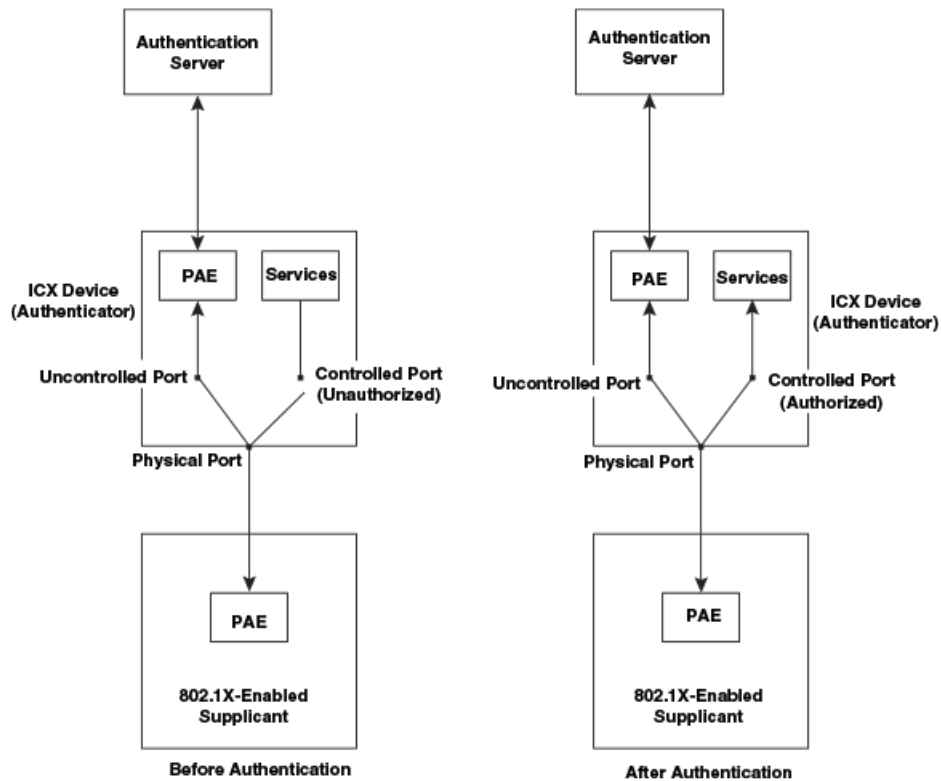 Authentication
Server
PAE
Services
ICX Device
(Authenticator)
Uncontrolled Port
Controlled Port
(Unauthorized)
Physical Port
PAE
802.1X-Enabled
Supplicant
Before Authentication
Authentication
Server
PAE
Services
ICX Device
(Authenticator)
Uncontrolled Port
Controlled Port
(Authorized)
Physical Port
PAE
802.1X-Enabled
Supplicant
After Authentication